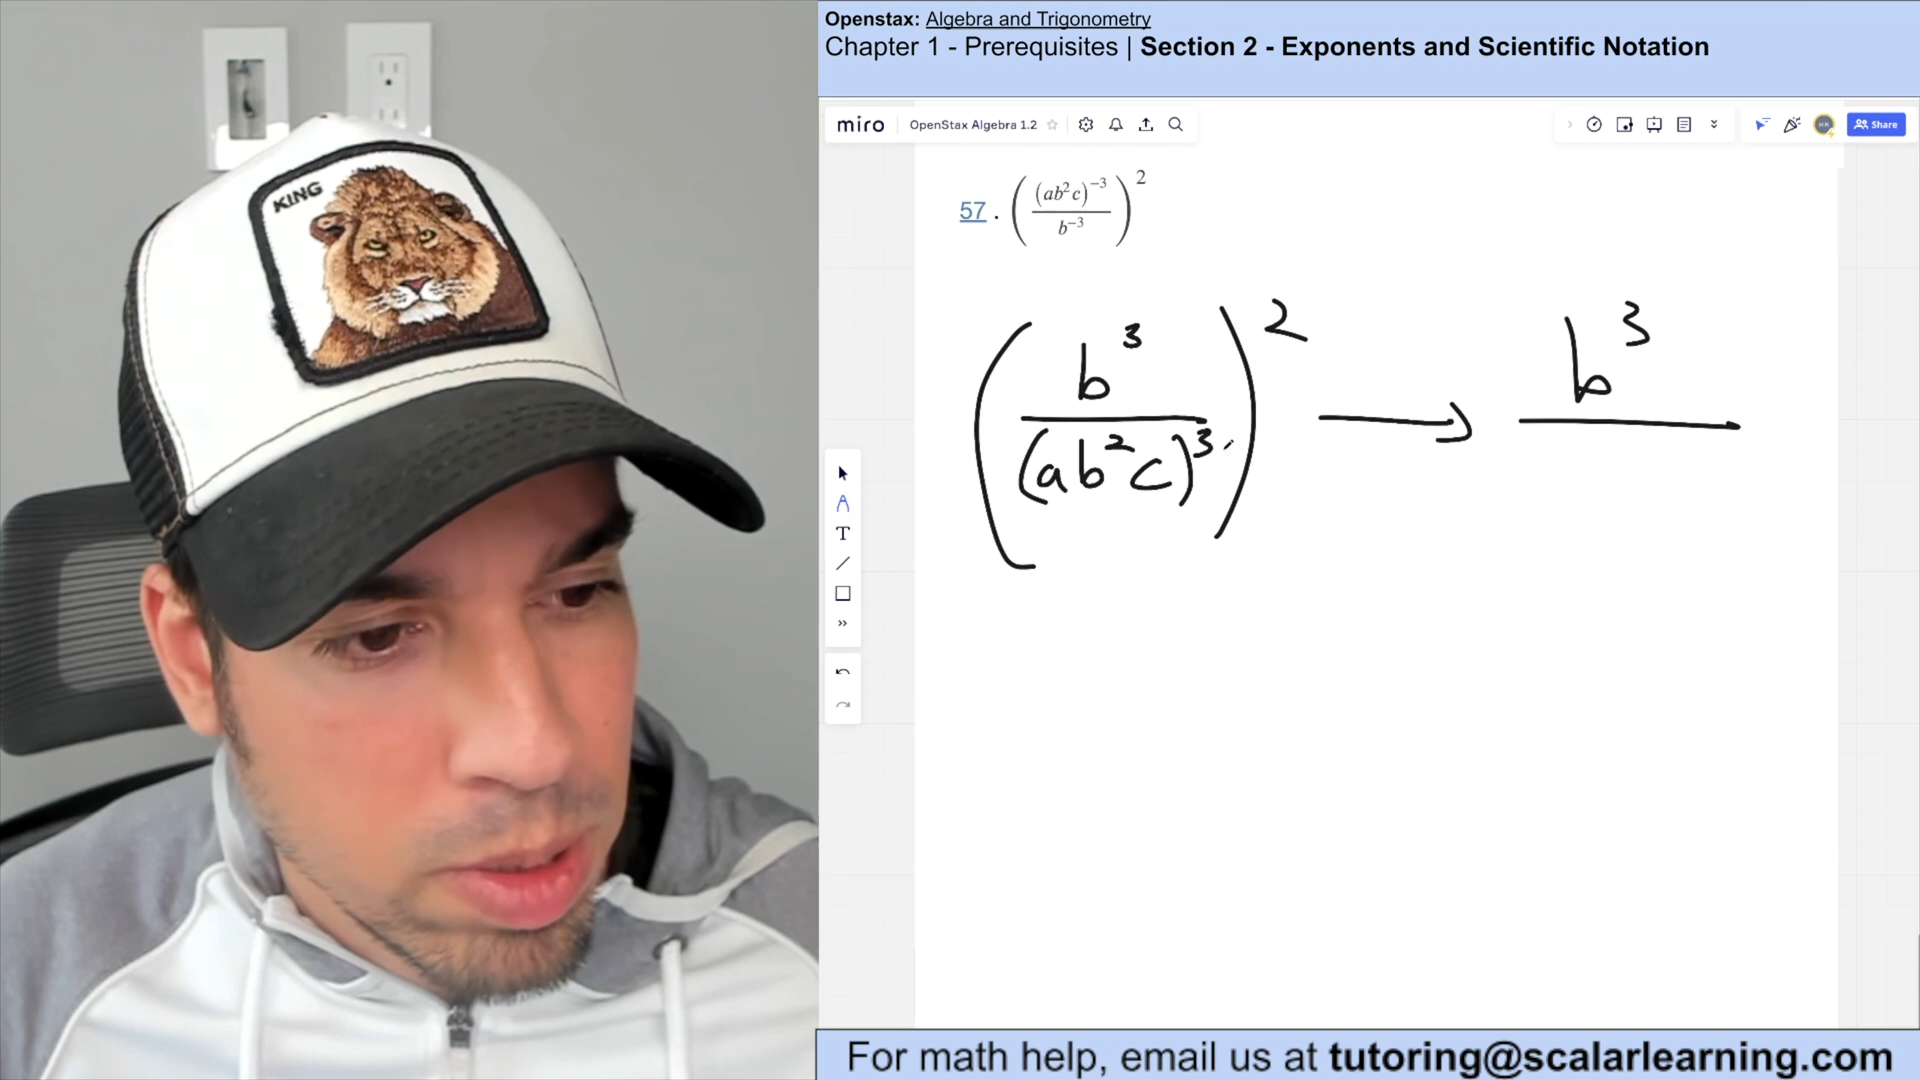 KING
Openstax: Algebra and Trigonometry
Chapter 1 - Prerequisites | Section 2 - Exponents and Scientific Notation
miro OpenStax Algebra 1.2 Share
57 . ( (ab²c)⁻³ / b⁻³ )²
( b³ / (ab²c)³ )² → b³
For math help, email us at tutoring@scalarlearning.com